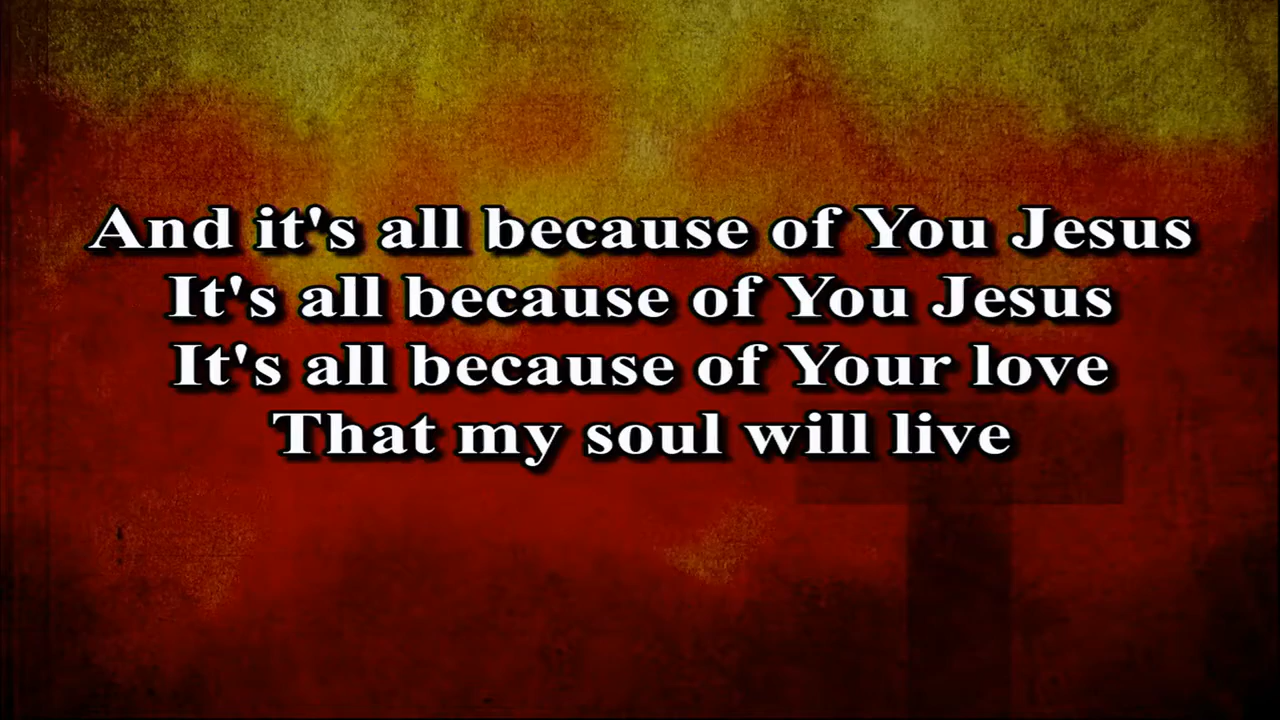 And it's all because of You Jesus
It's all because of You Jesus
It's all because of Your love
That my soul will live